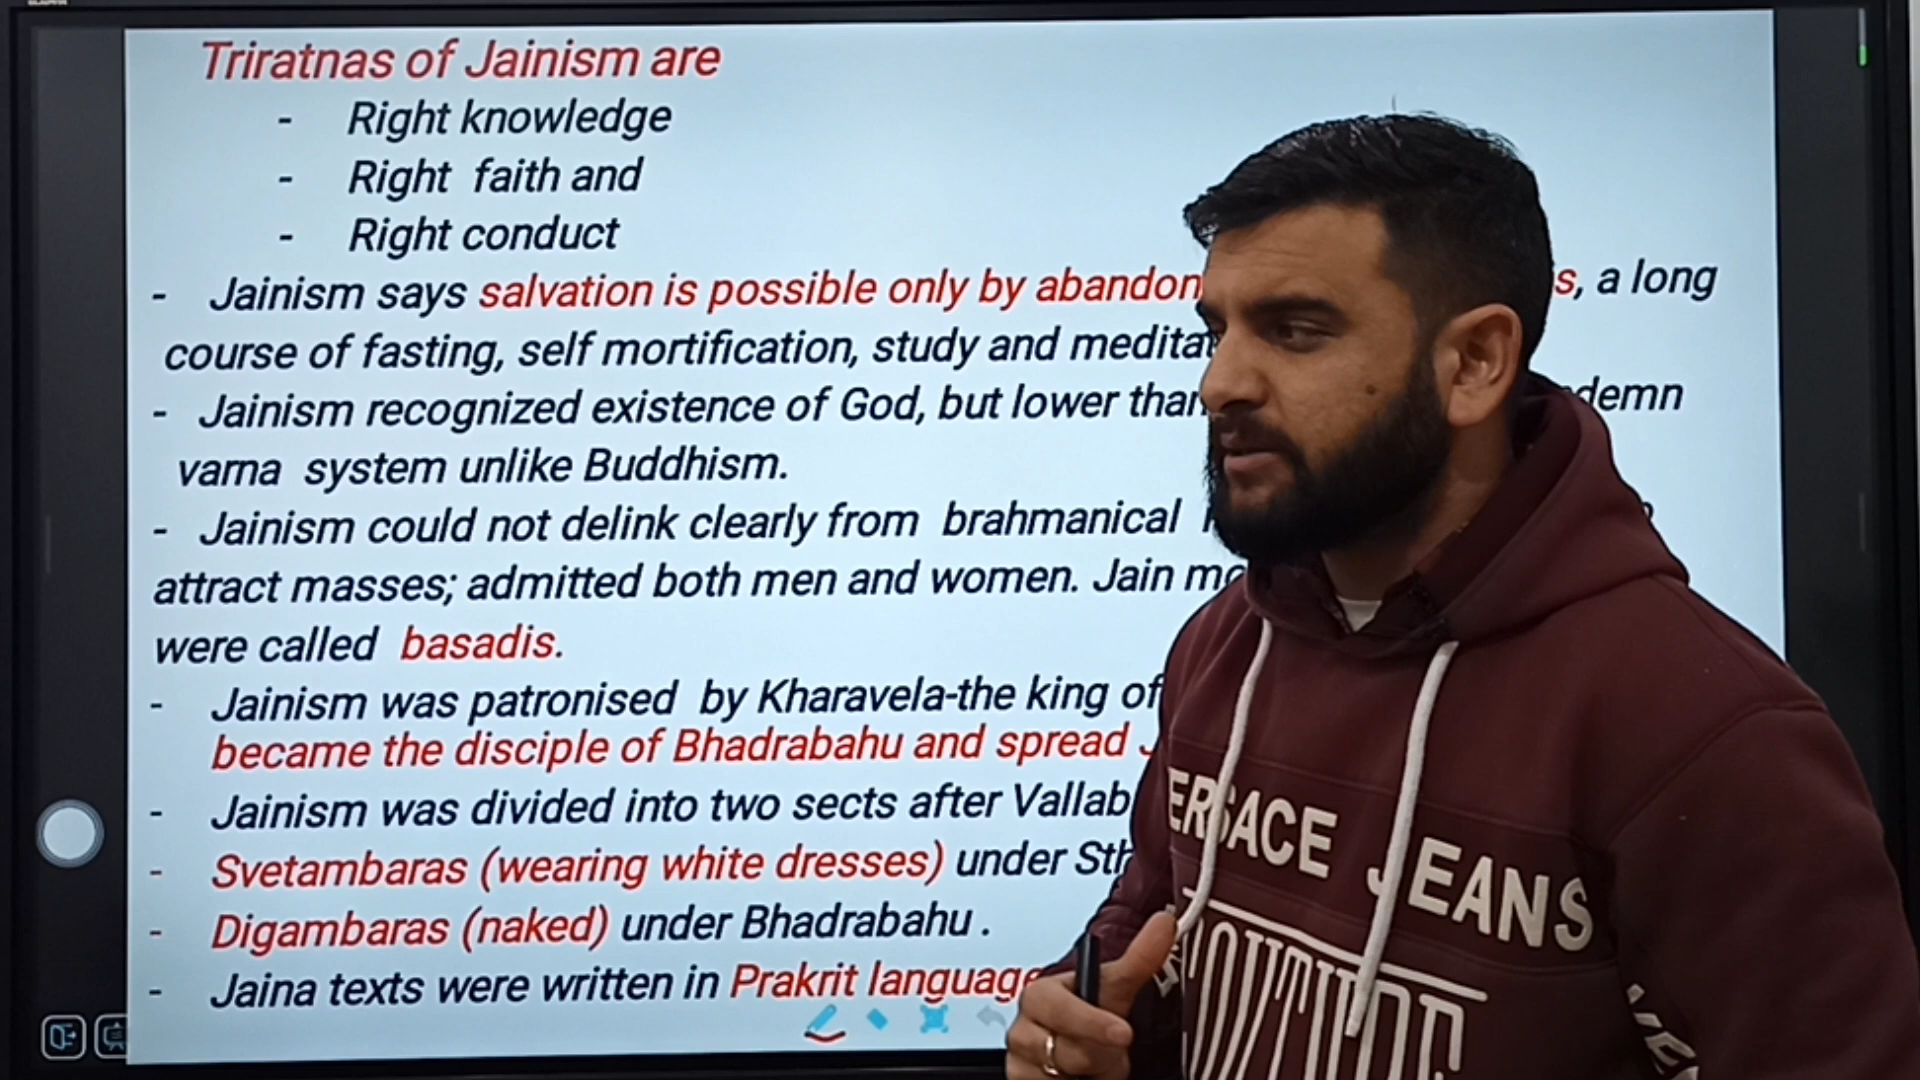 Triratnas of Jainism are
- Right knowledge
- Right faith and
- Right conduct
- Jainism says salvation is possible only by abandon s, a long
course of fasting, self mortification, study and medita
- Jainism recognized existence of God, but lower than demn
varna system unlike Buddhism.
- Jainism could not delink clearly from brahmanical
attract masses; admitted both men and women. Jain mo
were called basadis.
- Jainism was patronised by Kharavela-the king of
became the disciple of Bhadrabahu and spread
- Jainism was divided into two sects after Vallab
- Svetambaras (wearing white dresses) under Sth
- Digambaras (naked) under Bhadrabahu .
- Jaina texts were written in Prakrit language
ERSACE JEANS